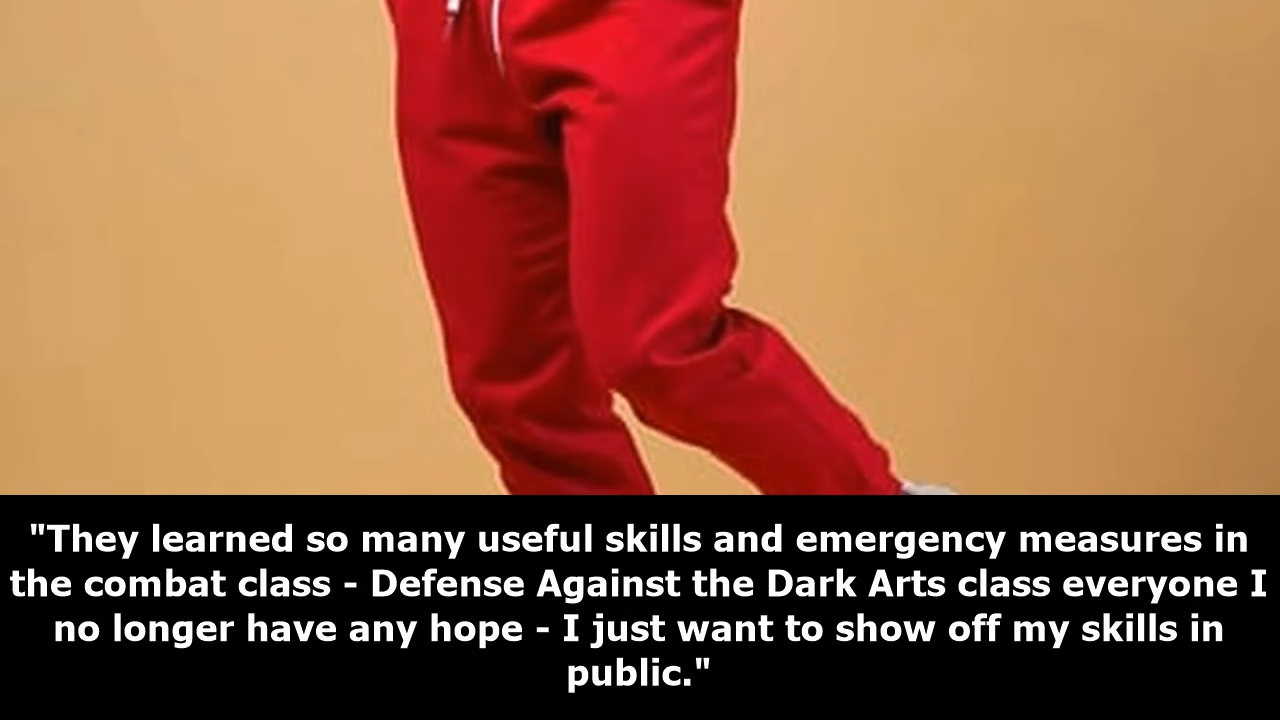 "They learned so many useful skills and emergency measures in
the combat class - Defense Against the Dark Arts class everyone I
no longer have any hope - I just want to show off my skills in
public."